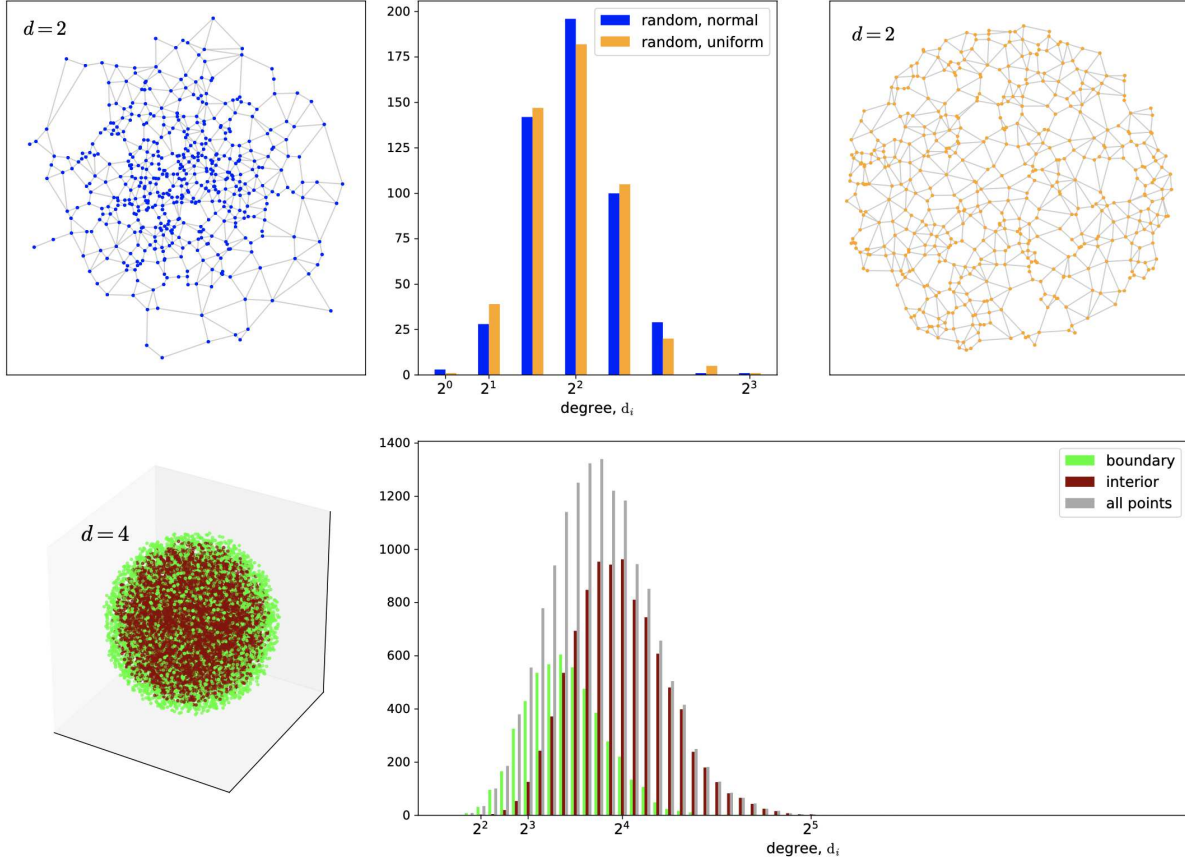 d = 2
200
175
150
125
100
75
50
25
0
2^0 2^1 2^2 2^3
degree, d_i
random, normal
random, uniform
d = 2
d = 4
1400
1200
1000
800
600
400
200
0
2^2 2^3 2^4 2^5
degree, d_i
boundary
interior
all points